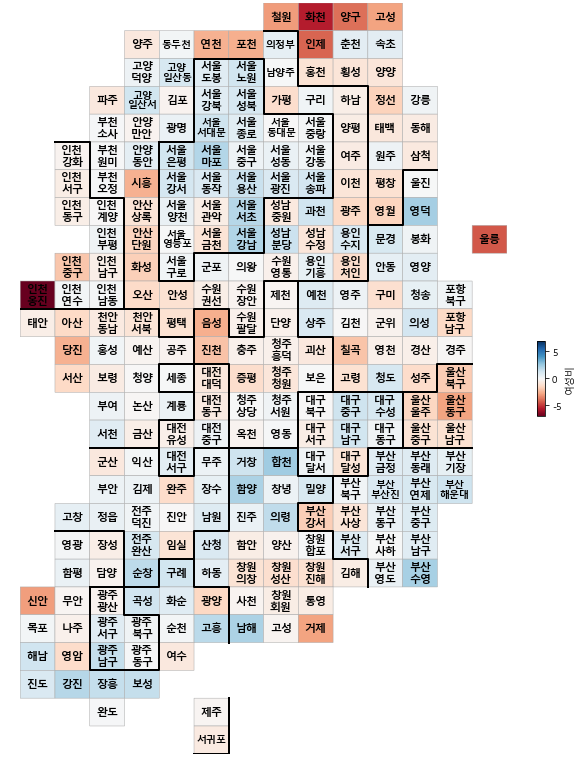 철원 화천 양구 고성
양주 동두천 연천 포천 의정부 인제 춘천 속초
고양 고양 서울 서울 남양주 홍천 횡성 양양
덕양 일산동 도봉 노원
파주 고양 김포 서울 서울 가평 구리 하남 정선 강릉
일산서 강북 성북
부천 안양 광명 서울 서울 서울 서울 양평 태백 동해
소사 만안 서대문 종로 동대문 중랑
인천 부천 안양 서울 서울 서울 서울 서울 여주 원주 삼척
강화 원미 동안 은평 마포 중구 성동 강동
인천 부천 시흥 서울 서울 서울 서울 서울 이천 평창 울진
서구 오정 강서 동작 용산 광진 송파
인천 인천 안산 서울 서울 서울 성남 과천 광주 영월 영덕
동구 계양 상록 양천 관악 서초 중원
인천 안산 서울 서울 서울 성남 성남 용인 문경 봉화 울릉
부평 단원 영등포 금천 강남 분당 수정 수지
인천 인천 화성 서울 군포 의왕 수원 용인 용인 안동 영양
중구 남구 구로 영통 기흥 처인
인천 인천 인천 오산 안성 수원 수원 제천 예천 영주 구미 청송 포항
옹진 연수 남동 권선 장안 북구
태안 아산 천안 천안 평택 음성 수원 단양 상주 김천 군위 의성 포항
동남 서북 팔달 남구
당진 홍성 예산 공주 진천 충주 청주 괴산 칠곡 영천 경산 경주
흥덕
서산 보령 청양 세종 대전 증평 청주 보은 고령 청도 성주 울산
대덕 청원 북구
부여 논산 계룡 대전 청주 청주 대구 대구 대구 울산 울산
동구 상당 서원 북구 중구 수성 울주 동구
서천 금산 대전 대전 옥천 영동 대구 대구 대구 울산 울산
유성 중구 서구 남구 동구 중구 남구
군산 익산 대전 무주 거창 합천 대구 대구 부산 부산 부산
서구 달서 달성 금정 동래 기장
부안 김제 완주 장수 함양 창녕 밀양 부산 부산 부산 부산
북구 부산진 연제 해운대
고창 정읍 전주 진안 남원 진주 의령 부산 부산 부산 부산
덕진 강서 사상 동구 중구
영광 장성 전주 임실 산청 함안 양산 창원 부산 부산 부산
완산 합포 서구 사하 남구
함평 담양 순창 구례 하동 창원 창원 창원 김해 부산 부산
의창 성산 진해 영도 수영
신안 무안 광주 곡성 화순 광양 사천 창원 통영
광산 회원
목포 나주 광주 광주 순천 고흥 남해 고성 거제
서구 북구
해남 영암 광주 광주 여수
남구 동구
진도 강진 장흥 보성
완도 제주
서귀포
5
0
-5
여성비